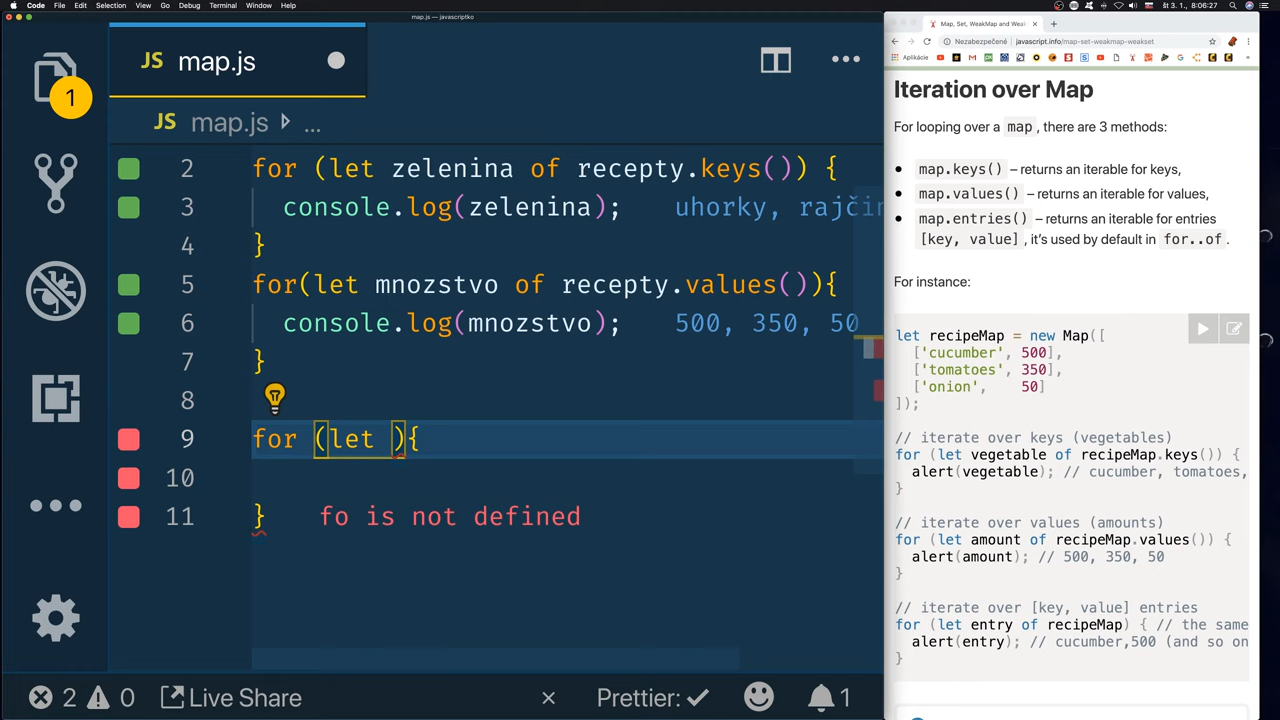 Code File Edit Selection View Go Debug Terminal Window Help
št 3. 1., 8:06:27
map.js — javascriptko
JS map.js
1
JS map.js ...
2 for (let zelenina of recepty.keys()) {
3 console.log(zelenina); uhorky, rajčin
4 }
5 for(let mnozstvo of recepty.values()){
6 console.log(mnozstvo); 500, 350, 50
7 }
8
9 for (let ){
10
11 } fo is not defined
2 0 Live Share Prettier: 1
Map, Set, WeakMap and Weak
Nezabezpečené javascript.info/map-set-weakmap-weakset
Aplikácie
Iteration over Map
For looping over a map, there are 3 methods:
map.keys() – returns an iterable for keys,
map.values() – returns an iterable for values,
map.entries() – returns an iterable for entries
[key, value], it’s used by default in for..of.
For instance:
let recipeMap = new Map([
['cucumber', 500],
['tomatoes', 350],
['onion', 50]
]);
// iterate over keys (vegetables)
for (let vegetable of recipeMap.keys()) {
alert(vegetable); // cucumber, tomatoes,
}
// iterate over values (amounts)
for (let amount of recipeMap.values()) {
alert(amount); // 500, 350, 50
}
// iterate over [key, value] entries
for (let entry of recipeMap) { // the same
alert(entry); // cucumber,500 (and so on
}